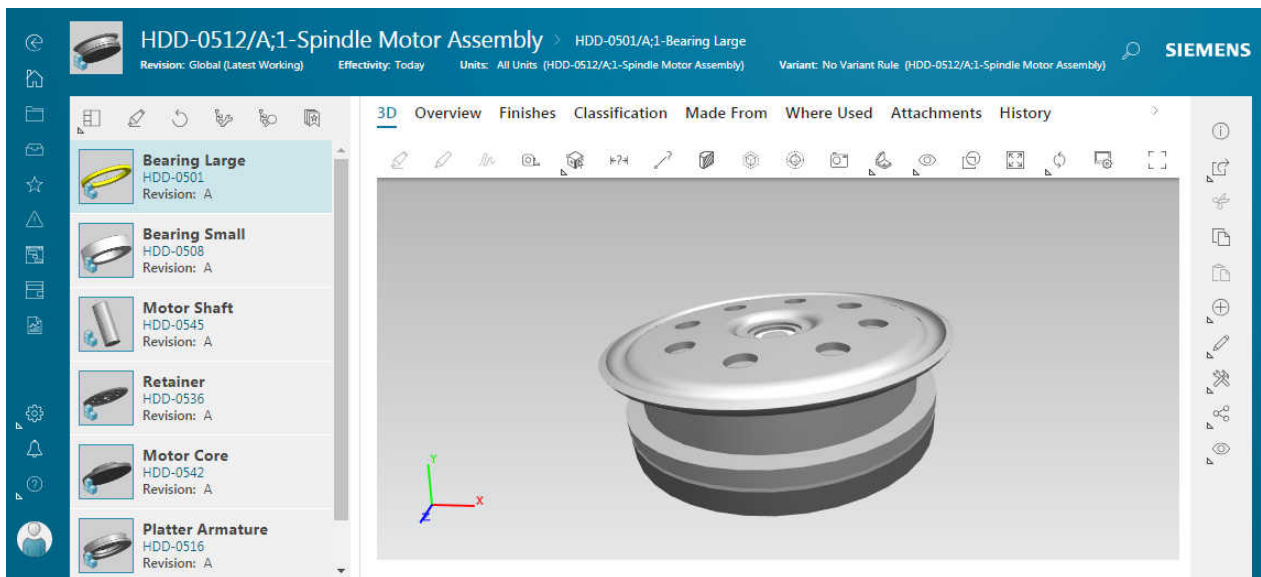 HDD-0512/A;1-Spindle Motor Assembly > HDD-0501/A;1-Bearing Large
Revision: Global (Latest Working) Effectivity: Today Units: All Units (HDD-0512/A;1-Spindle Motor Assembly) Variant: No Variant Rule (HDD-0512/A;1-Spindle Motor Assembly)
SIEMENS
3D Overview Finishes Classification Made From Where Used Attachments History
Bearing Large
HDD-0501
Revision: A
Bearing Small
HDD-0508
Revision: A
Motor Shaft
HDD-0545
Revision: A
Retainer
HDD-0536
Revision: A
Motor Core
HDD-0542
Revision: A
Platter Armature
HDD-0516
Revision: A
Y
X
Z